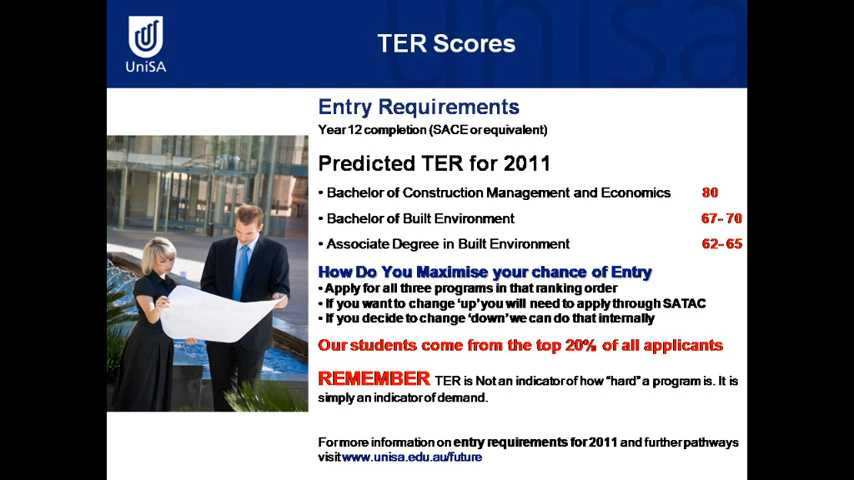 UniSA
TER Scores
Entry Requirements
Year 12 completion (SACE or equivalent)
Predicted TER for 2011
• Bachelor of Construction Management and Economics 80
• Bachelor of Built Environment 67- 70
• Associate Degree in Built Environment 62-65
How Do You Maximise your chance of Entry
• Apply for all three programs in that ranking order
• If you want to change ‘up’ you will need to apply through SATAC
• If you decide to change ‘down’ we can do that internally
Our students come from the top 20% of all applicants
REMEMBER TER is Not an indicator of how “hard” a program is. It is
simply an indicator of demand.
For more information on entry requirements for 2011 and further pathways
visit www.unisa.edu.au/future